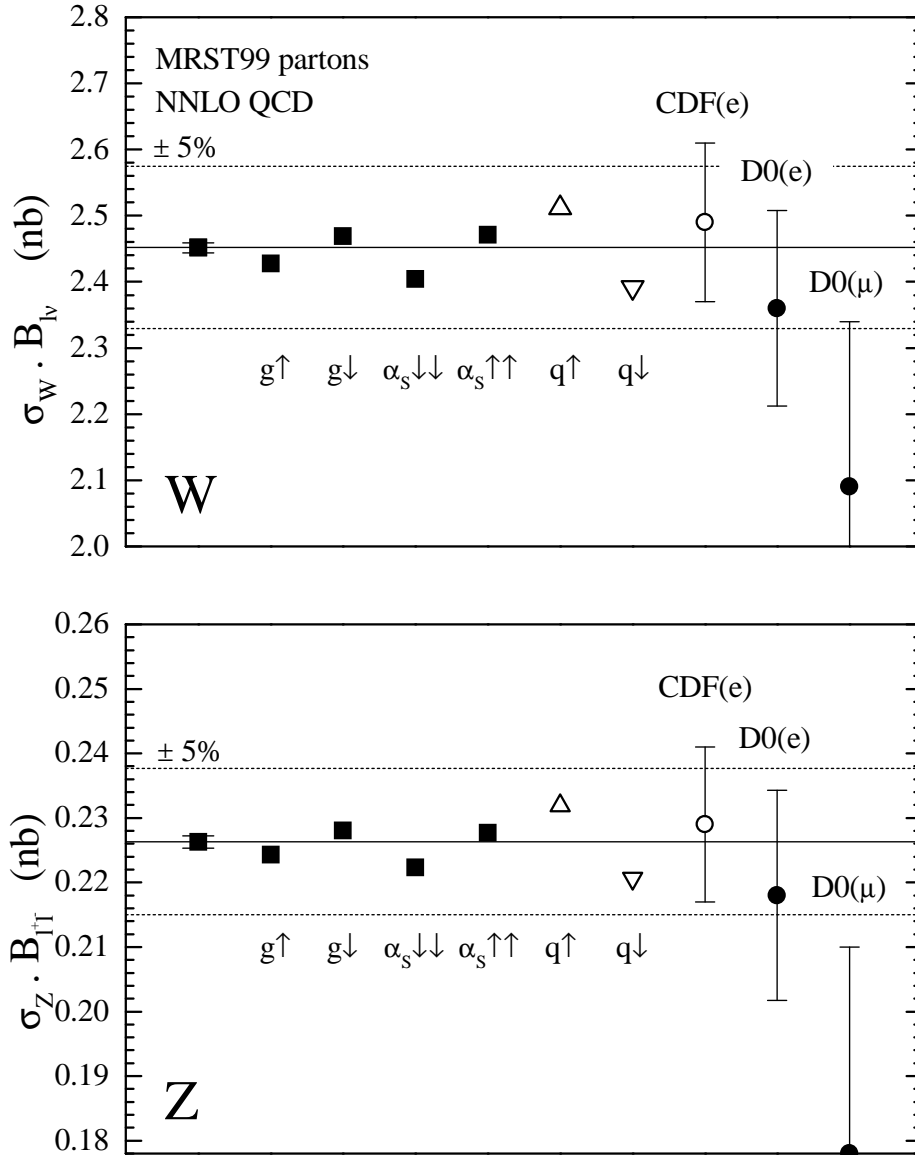 2.8
MRST99 partons
2.7
NNLO QCD
CDF(e)
2.6
± 5%
D0(e)
2.5
2.4
D0(μ)
2.3
g↑ g↓ αS↓↓ αS↑↑ q↑ q↓
2.2
2.1
W
2.0
σW · Blν (nb)
0.26
0.25
CDF(e)
D0(e)
0.24
± 5%
0.23
0.22
D0(μ)
0.21
g↑ g↓ αS↓↓ αS↑↑ q↑ q↓
0.20
0.19
Z
0.18
σZ · Bl+l- (nb)